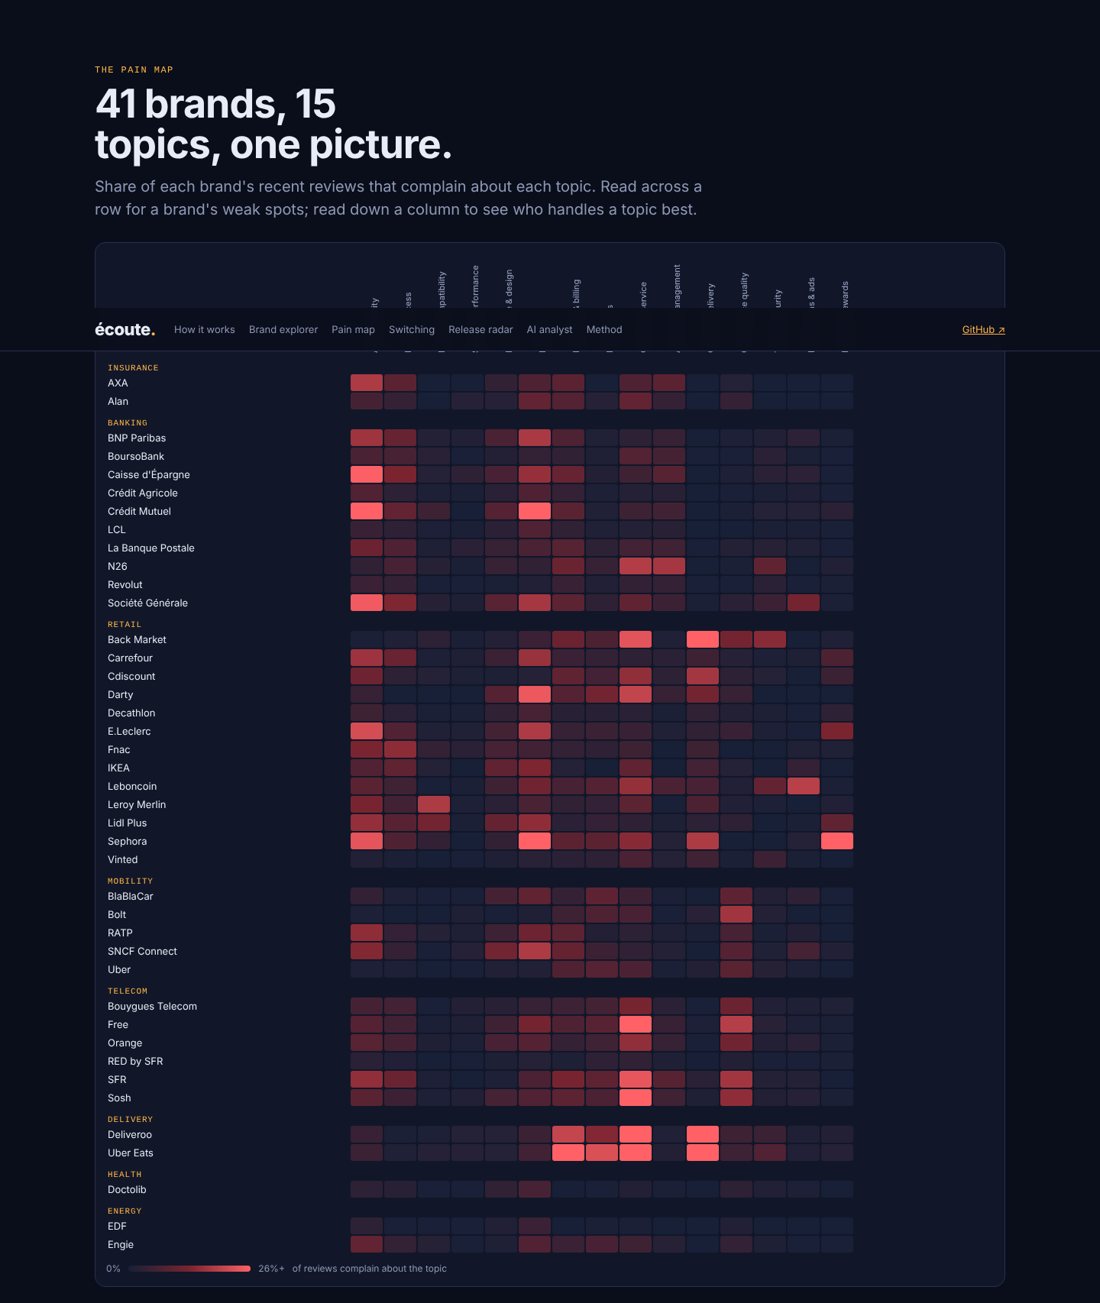 THE PAIN MAP
41 brands, 15
topics, one picture.
Share of each brand's recent reviews that complain about each topic. Read across a
row for a brand's weak spots; read down a column to see who handles a topic best.
& design
billing
quality
& ads
écoute.
How it works
Brand explorer
Pain map
Switching
Release radar
AI analyst
Method
GitHub ↗
INSURANCE
AXA
Alan
BANKING
BNP Paribas
BoursoBank
Caisse d'Épargne
Crédit Agricole
Crédit Mutuel
LCL
La Banque Postale
N26
Revolut
Société Générale
RETAIL
Back Market
Carrefour
Cdiscount
Darty
Decathlon
E.Leclerc
Fnac
IKEA
Leboncoin
Leroy Merlin
Lidl Plus
Sephora
Vinted
MOBILITY
BlaBlaCar
Bolt
RATP
SNCF Connect
Uber
TELECOM
Bouygues Telecom
Free
Orange
RED by SFR
SFR
Sosh
DELIVERY
Deliveroo
Uber Eats
HEALTH
Doctolib
ENERGY
EDF
Engie
0%
26%+
of reviews complain about the topic